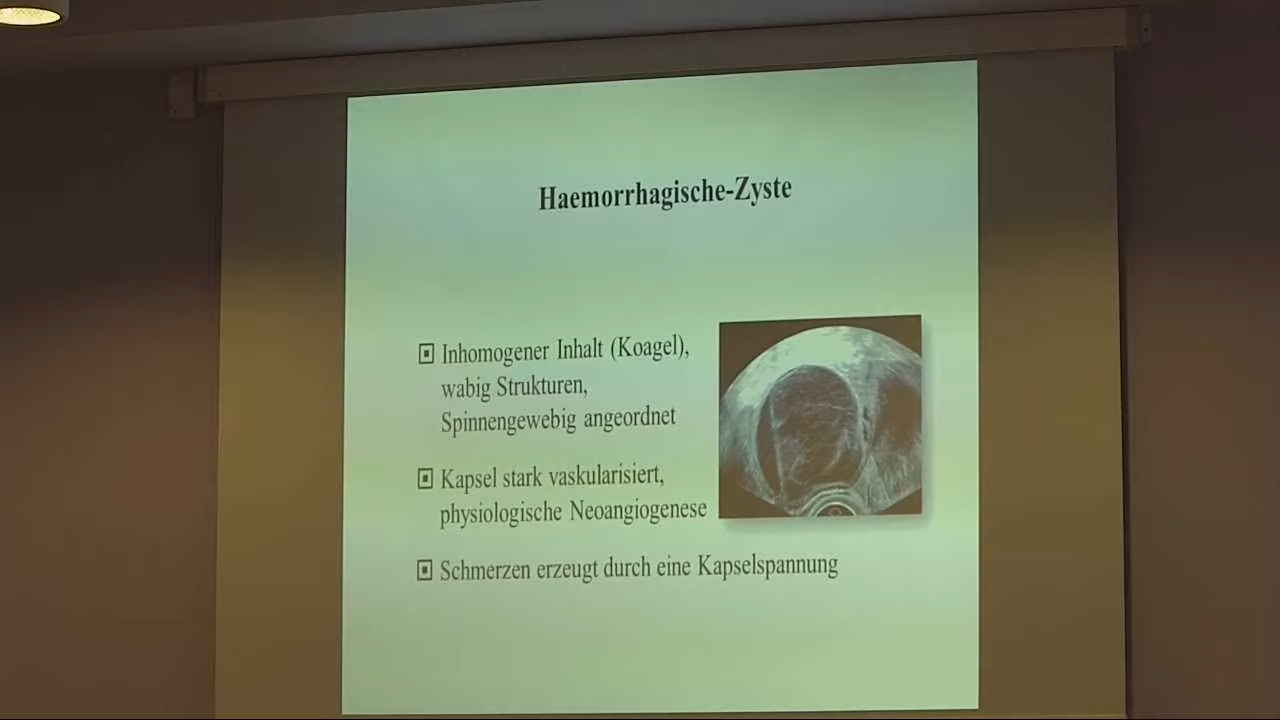 Haemorrhagische-Zyste
Inhomogener Inhalt (Koagel),
wabig Strukturen,
Spinnengewebig angeordnet
Kapsel stark vaskularisiert,
physiologische Neoangiogenese
Schmerzen erzeugt durch eine Kapselspannung